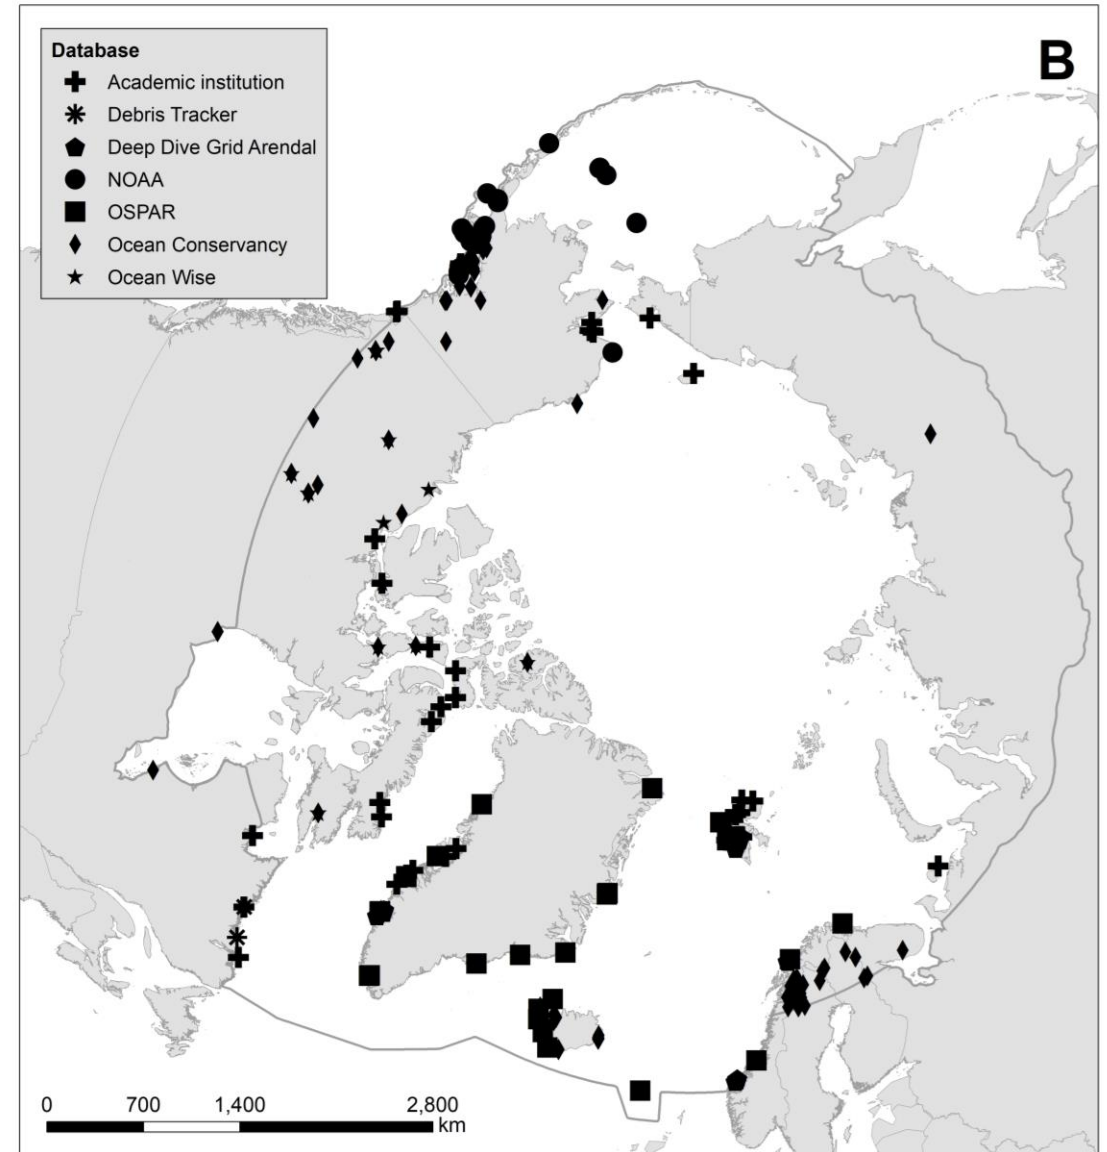 B
Database
Academic institution
Debris Tracker
Deep Dive Grid Arendal
NOAA
OSPAR
Ocean Conservancy
Ocean Wise
0 700 1,400 2,800
km